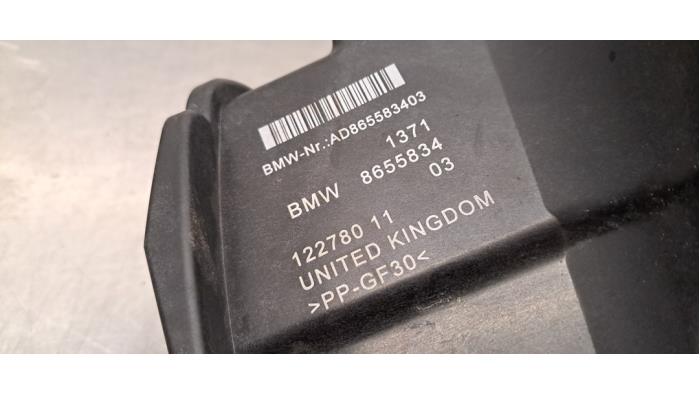 BMW-Nr.:AD865583403
1371
BMW 8655834
03
122780 11
UNITED KINGDOM
>PP-GF30<